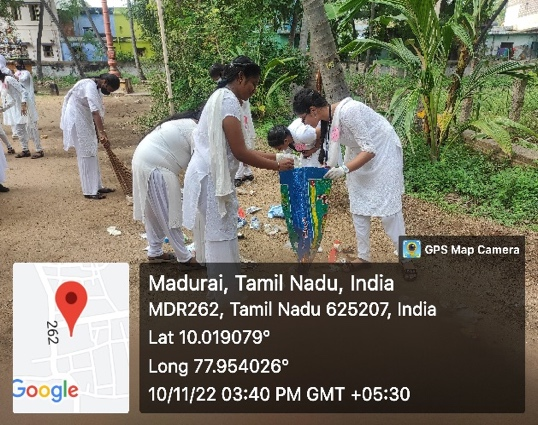 GPS Map Camera
Madurai, Tamil Nadu, India
MDR262, Tamil Nadu 625207, India
Lat 10.019079°
Long 77.954026°
10/11/22 03:40 PM GMT +05:30
262
Google